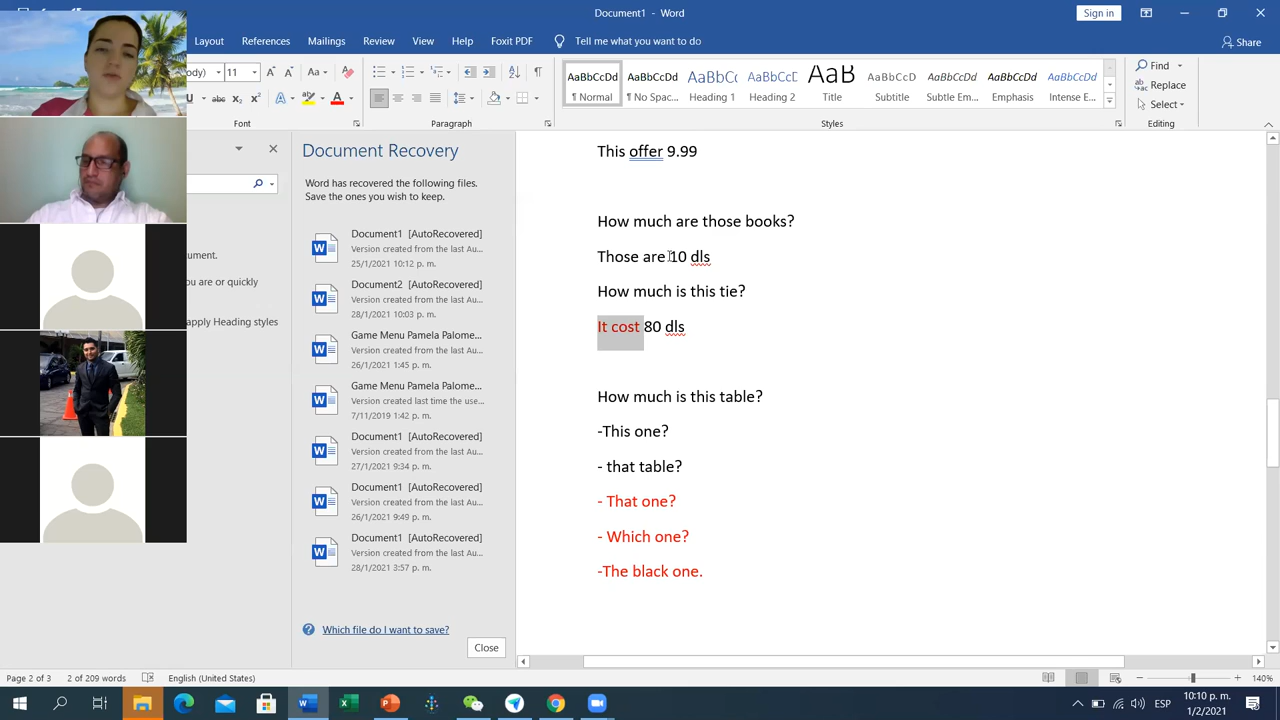 Document1 - Word
Sign in
Layout References Mailings Review View Help Foxit PDF Tell me what you want to do
Share
ody) 11 Aa
abc X2 X2 A A
AaBbCcDd AaBbCcDd AaBbC( AaBbCcD AaB AaBbCcD AaBbCcDd AaBbCcDd AaBbCcDd
¶ Normal ¶ No Spac... Heading 1 Heading 2 Title Subtitle Subtle Em... Emphasis Intense E...
Find
Replace
Select
Font Paragraph Styles Editing
Document Recovery
Word has recovered the following files.
Save the ones you wish to keep.
ument.
u are or quickly
apply Heading styles
Document1 [AutoRecovered]
Version created from the last Au...
25/1/2021 10:12 p. m.
Document2 [AutoRecovered]
Version created from the last Au...
28/1/2021 10:03 p. m.
Game Menu Pamela Palome...
Version created from the last Au...
26/1/2021 1:45 p. m.
Game Menu Pamela Palome...
Version created last time the use...
7/11/2019 1:42 p. m.
Document1 [AutoRecovered]
Version created from the last Au...
27/1/2021 9:34 p. m.
Document1 [AutoRecovered]
Version created from the last Au...
26/1/2021 9:49 p. m.
Document1 [AutoRecovered]
Version created from the last Au...
28/1/2021 3:57 p. m.
Which file do I want to save?
Close
This offer 9.99
How much are those books?
Those are 10 dls
How much is this tie?
It cost 80 dls
How much is this table?
-This one?
- that table?
- That one?
- Which one?
-The black one.
Page 2 of 3 2 of 209 words English (United States) 140%
ESP
10:10 p. m.
1/2/2021